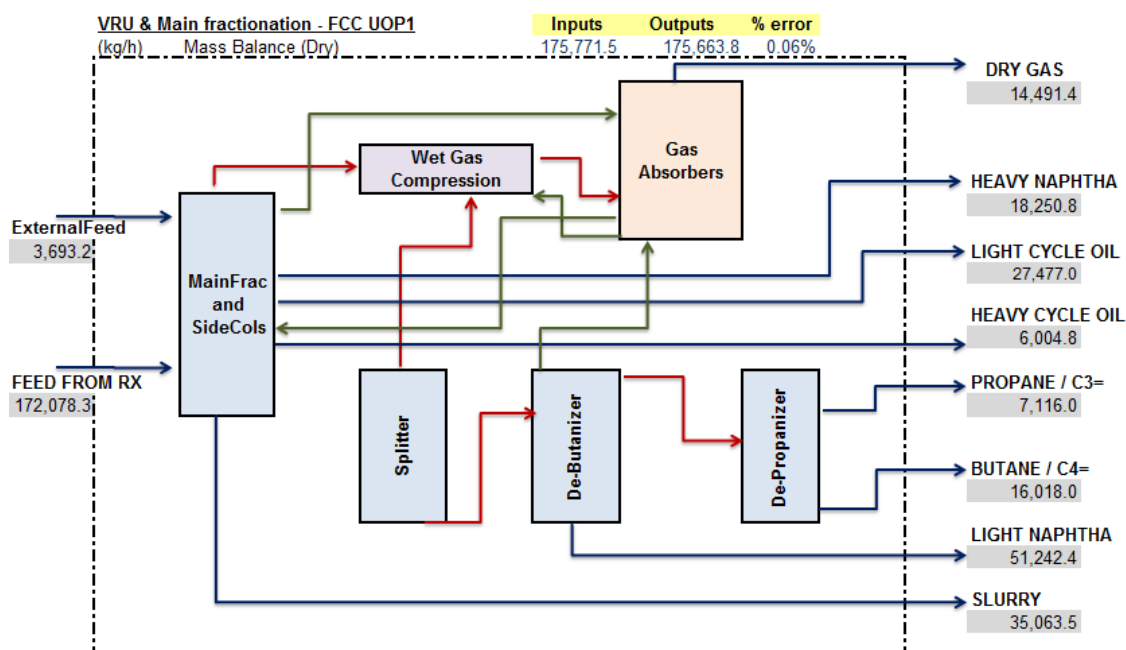 VRU & Main fractionation - FCC UOP1
Inputs Outputs % error
(kg/h) Mass Balance (Dry) 175,771.5 175,663.8 0.06%
DRY GAS
14,491.4
Gas
Absorbers
Wet Gas
Compression
HEAVY NAPHTHA
18,250.8
ExternalFeed
3,693.2
LIGHT CYCLE OIL
27,477.0
MainFrac
and
SideCols
HEAVY CYCLE OIL
6,004.8
FEED FROM RX
172,078.3
PROPANE / C3=
7,116.0
Splitter
De-Butanizer
De-Propanizer
BUTANE / C4=
16,018.0
LIGHT NAPHTHA
51,242.4
SLURRY
35,063.5